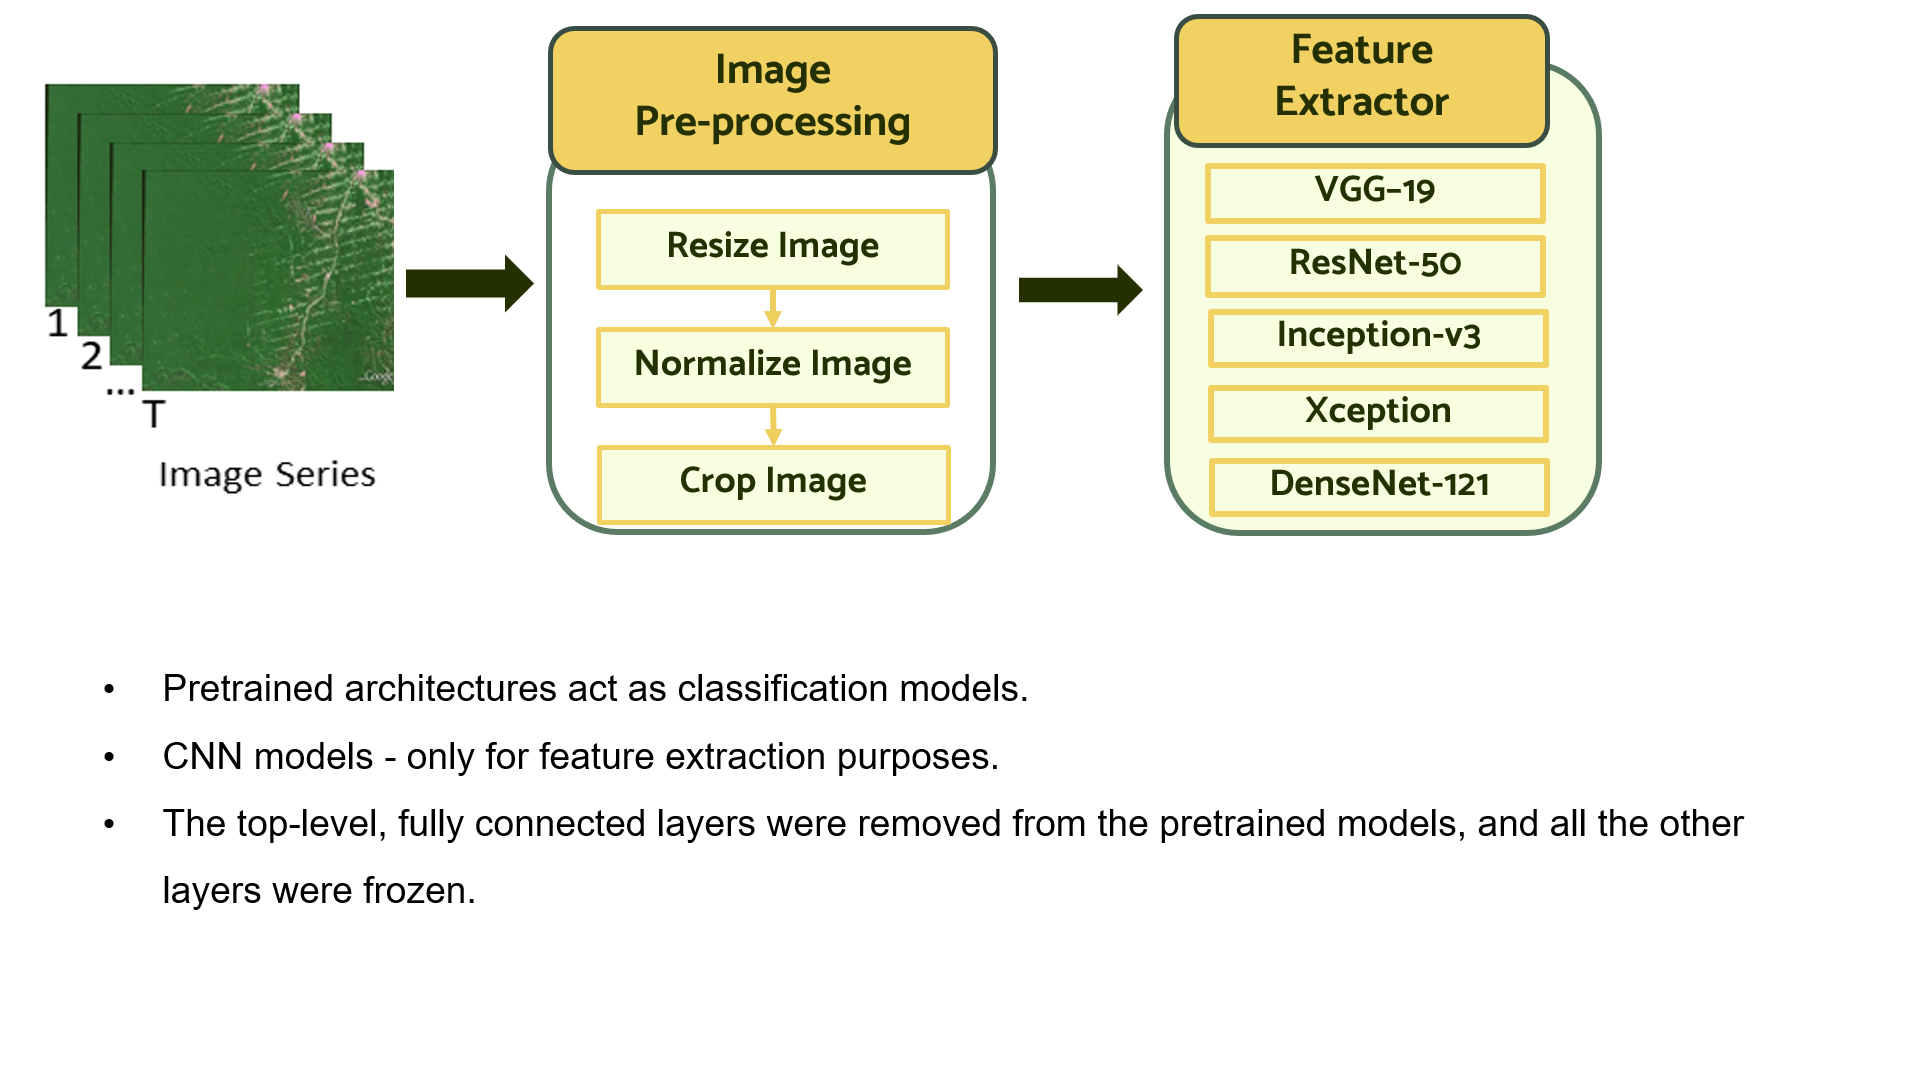 1
2
...
T
Image Series
...Google
Image
Pre-processing
Resize Image
Normalize Image
Crop Image
Feature
Extractor
VGG–19
ResNet-50
Inception-v3
Xception
DenseNet-121
• Pretrained architectures act as classification models.
• CNN models - only for feature extraction purposes.
• The top-level, fully connected layers were removed from the pretrained models, and all the other
layers were frozen.